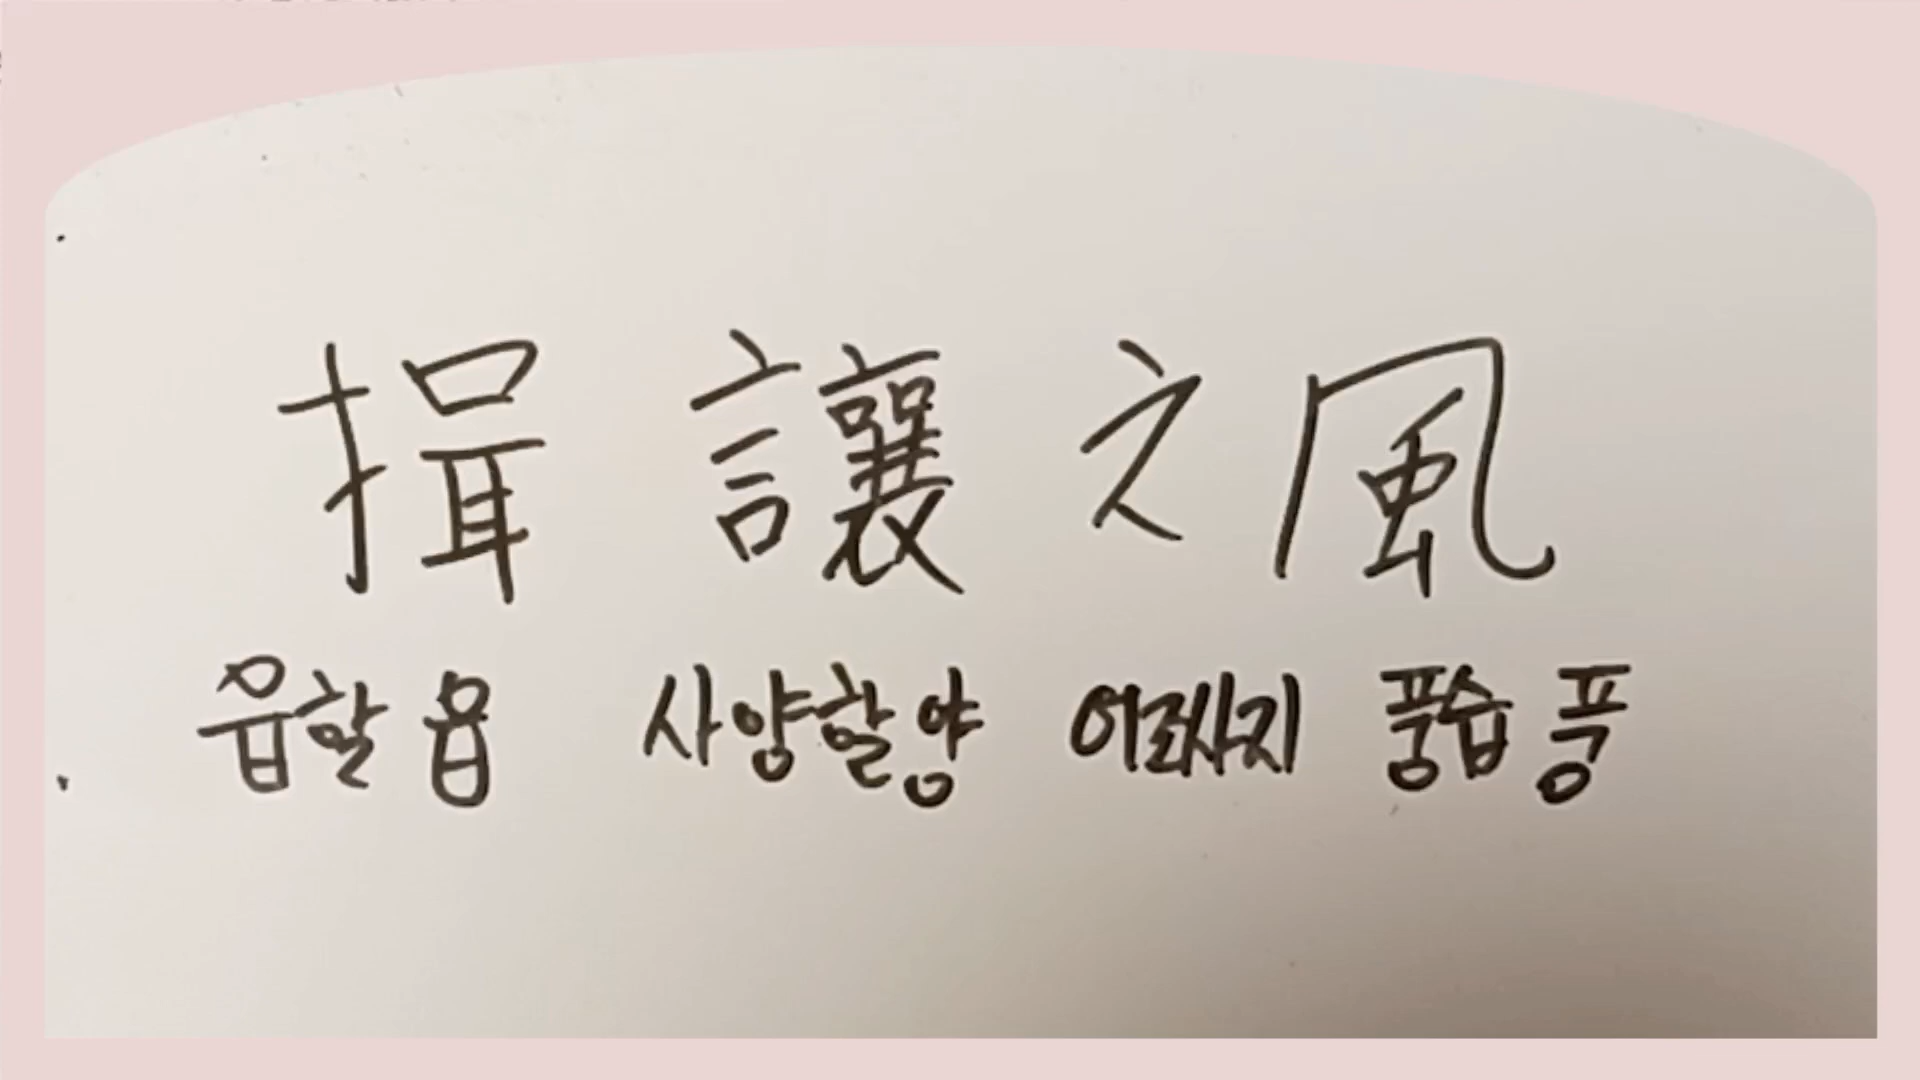 揖 讓 之 風
읍할 읍 사양할 양 어조사 지 풍습 풍